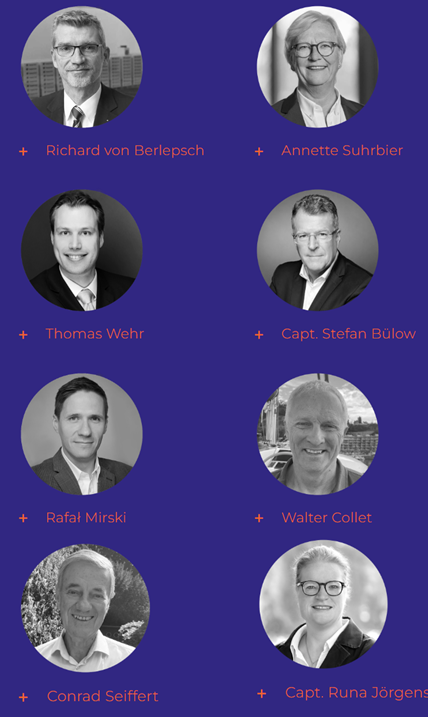 + Richard von Berlepsch
+ Annette Suhrbier
+ Thomas Wehr
+ Capt. Stefan Bülow
+ Rafał Mirski
+ Walter Collet
+ Conrad Seiffert
+ Capt. Runa Jörgens